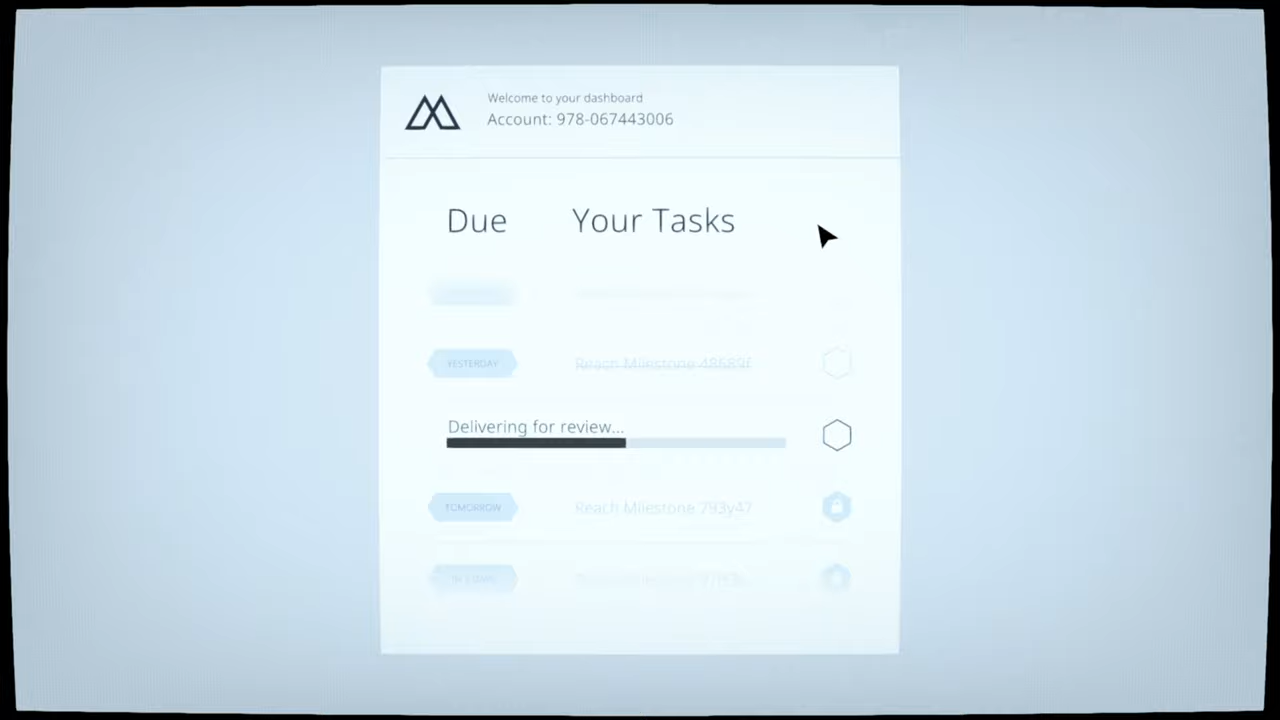 Welcome to your dashboard
Account: 978-067443006
Due Your Tasks
YESTERDAY Reach Milestone 48689f
Delivering for review...
TOMORROW Reach Milestone 793y47